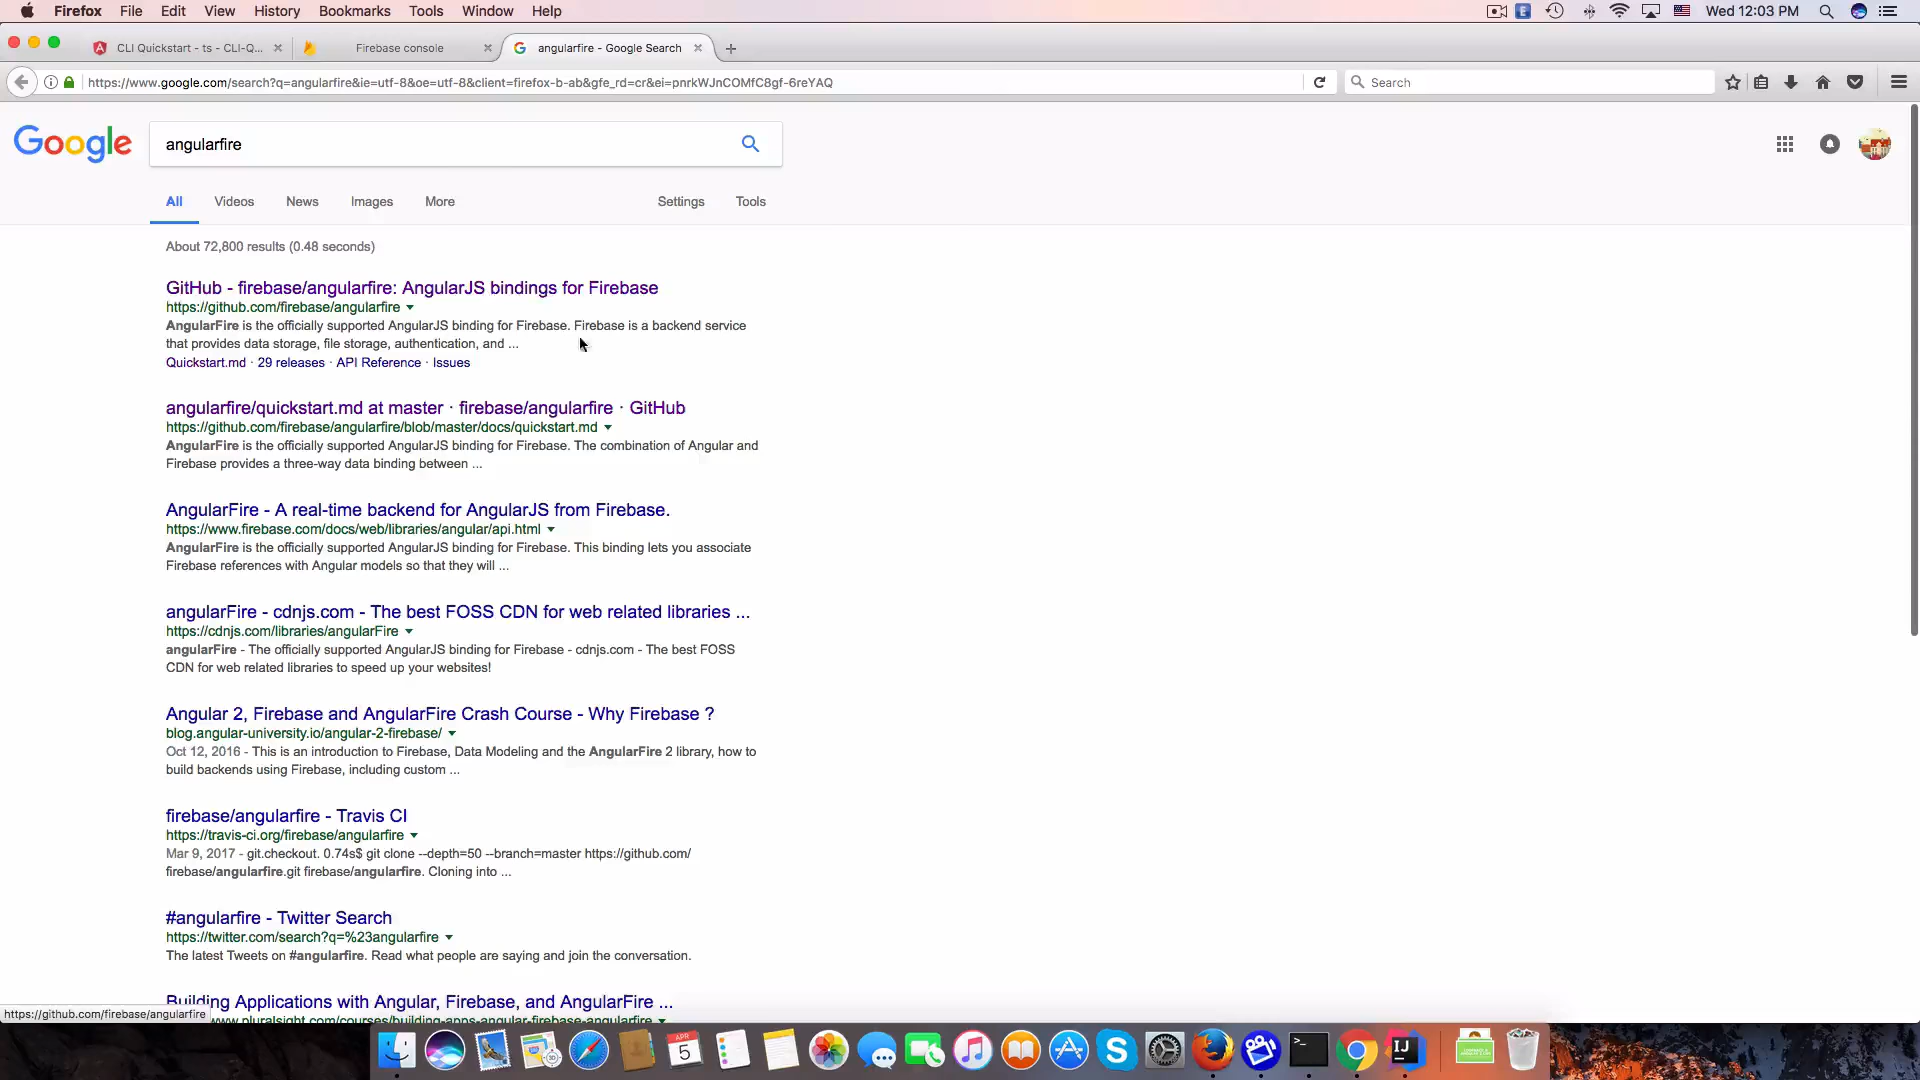 Firefox File Edit View History Bookmarks Tools Window Help Wed 12:03 PM
CLI Quickstart - ts - CLI-Q... Firebase console angularfire - Google Search
https://www.google.com/search?q=angularfire&ie=utf-8&oe=utf-8&client=firefox-b-ab&gfe_rd=cr&ei=pnrkWJnCOMfC8gf-6reYAQ Search
Google angularfire
All Videos News Images More Settings Tools
About 72,800 results (0.48 seconds)
GitHub - firebase/angularfire: AngularJS bindings for Firebase
https://github.com/firebase/angularfire
AngularFire is the officially supported AngularJS binding for Firebase. Firebase is a backend service
that provides data storage, file storage, authentication, and ...
Quickstart.md · 29 releases · API Reference · Issues
angularfire/quickstart.md at master · firebase/angularfire · GitHub
https://github.com/firebase/angularfire/blob/master/docs/quickstart.md
AngularFire is the officially supported AngularJS binding for Firebase. The combination of Angular and
Firebase provides a three-way data binding between ...
AngularFire - A real-time backend for AngularJS from Firebase.
https://www.firebase.com/docs/web/libraries/angular/api.html
AngularFire is the officially supported AngularJS binding for Firebase. This binding lets you associate
Firebase references with Angular models so that they will ...
angularFire - cdnjs.com - The best FOSS CDN for web related libraries ...
https://cdnjs.com/libraries/angularFire
angularFire - The officially supported AngularJS binding for Firebase - cdnjs.com - The best FOSS
CDN for web related libraries to speed up your websites!
Angular 2, Firebase and AngularFire Crash Course - Why Firebase ?
blog.angular-university.io/angular-2-firebase/
Oct 12, 2016 - This is an introduction to Firebase, Data Modeling and the AngularFire 2 library, how to
build backends using Firebase, including custom ...
firebase/angularfire - Travis CI
https://travis-ci.org/firebase/angularfire
Mar 9, 2017 - git.checkout. 0.74s$ git clone --depth=50 --branch=master https://github.com/
firebase/angularfire.git firebase/angularfire. Cloning into ...
#angularfire - Twitter Search
https://twitter.com/search?q=%23angularfire
The latest Tweets on #angularfire. Read what people are saying and join the conversation.
Building Applications with Angular, Firebase, and AngularFire ...
https://github.com/firebase/angularfire
www.pluralsight.com/courses/building-apps-angular-firebase-angularfire
APR
5
IJ